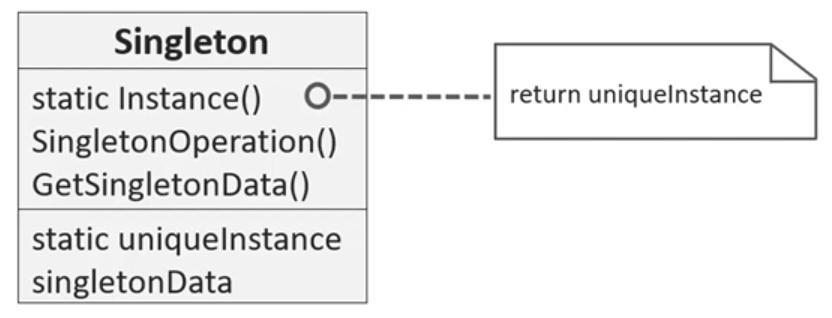 Singleton
static Instance()
return uniqueInstance
SingletonOperation()
GetSingletonData()
static uniqueInstance
singletonData